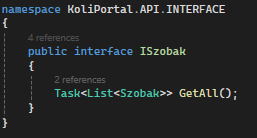 namespace KoliPortal.API.INTERFACE
{
4 references
public interface ISzobak
{
2 references
Task<List<Szobak>> GetAll();
}
}